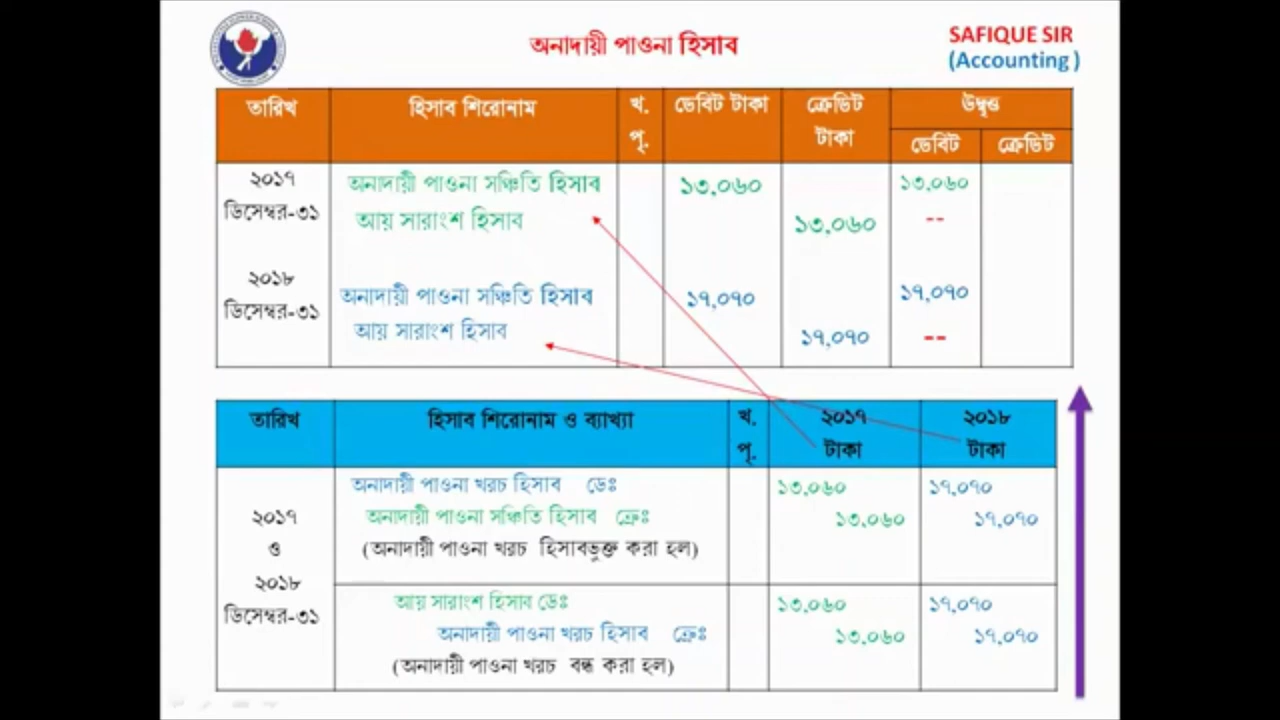 অনাদায়ী পাওনা হিসাব
SAFIQUE SIR
(Accounting )
তারিখ হিসাব শিরোনাম খ. পৃ. ডেবিট টাকা ক্রেডিট টাকা উদ্বৃত্ত
ডেবিট ক্রেডিট
২০১৭ অনাদায়ী পাওনা সঞ্চিতি হিসাব ১৩,০৬০ ১৩,০৬০
ডিসেম্বর-৩১ আয় সারাংশ হিসাব ১৩,০৬০ --
২০১৮ অনাদায়ী পাওনা সঞ্চিতি হিসাব ১৭,০৭০ ১৭,০৭০
ডিসেম্বর-৩১ আয় সারাংশ হিসাব ১৭,০৭০ --
তারিখ হিসাব শিরোনাম ও ব্যাখ্যা খ. পৃ. ২০১৭ টাকা ২০১৮ টাকা
অনাদায়ী পাওনা খরচ হিসাব ডেঃ ১৩,০৬০ ১৭,০৭০
২০১৭ অনাদায়ী পাওনা সঞ্চিতি হিসাব ক্রেঃ ১৩,০৬০ ১৭,০৭০
ও (অনাদায়ী পাওনা খরচ হিসাবভুক্ত করা হল)
২০১৮
ডিসেম্বর-৩১ আয় সারাংশ হিসাব ডেঃ ১৩,০৬০ ১৭,০৭০
অনাদায়ী পাওনা খরচ হিসাব ক্রেঃ ১৩,০৬০ ১৭,০৭০
(অনাদায়ী পাওনা খরচ বন্ধ করা হল)